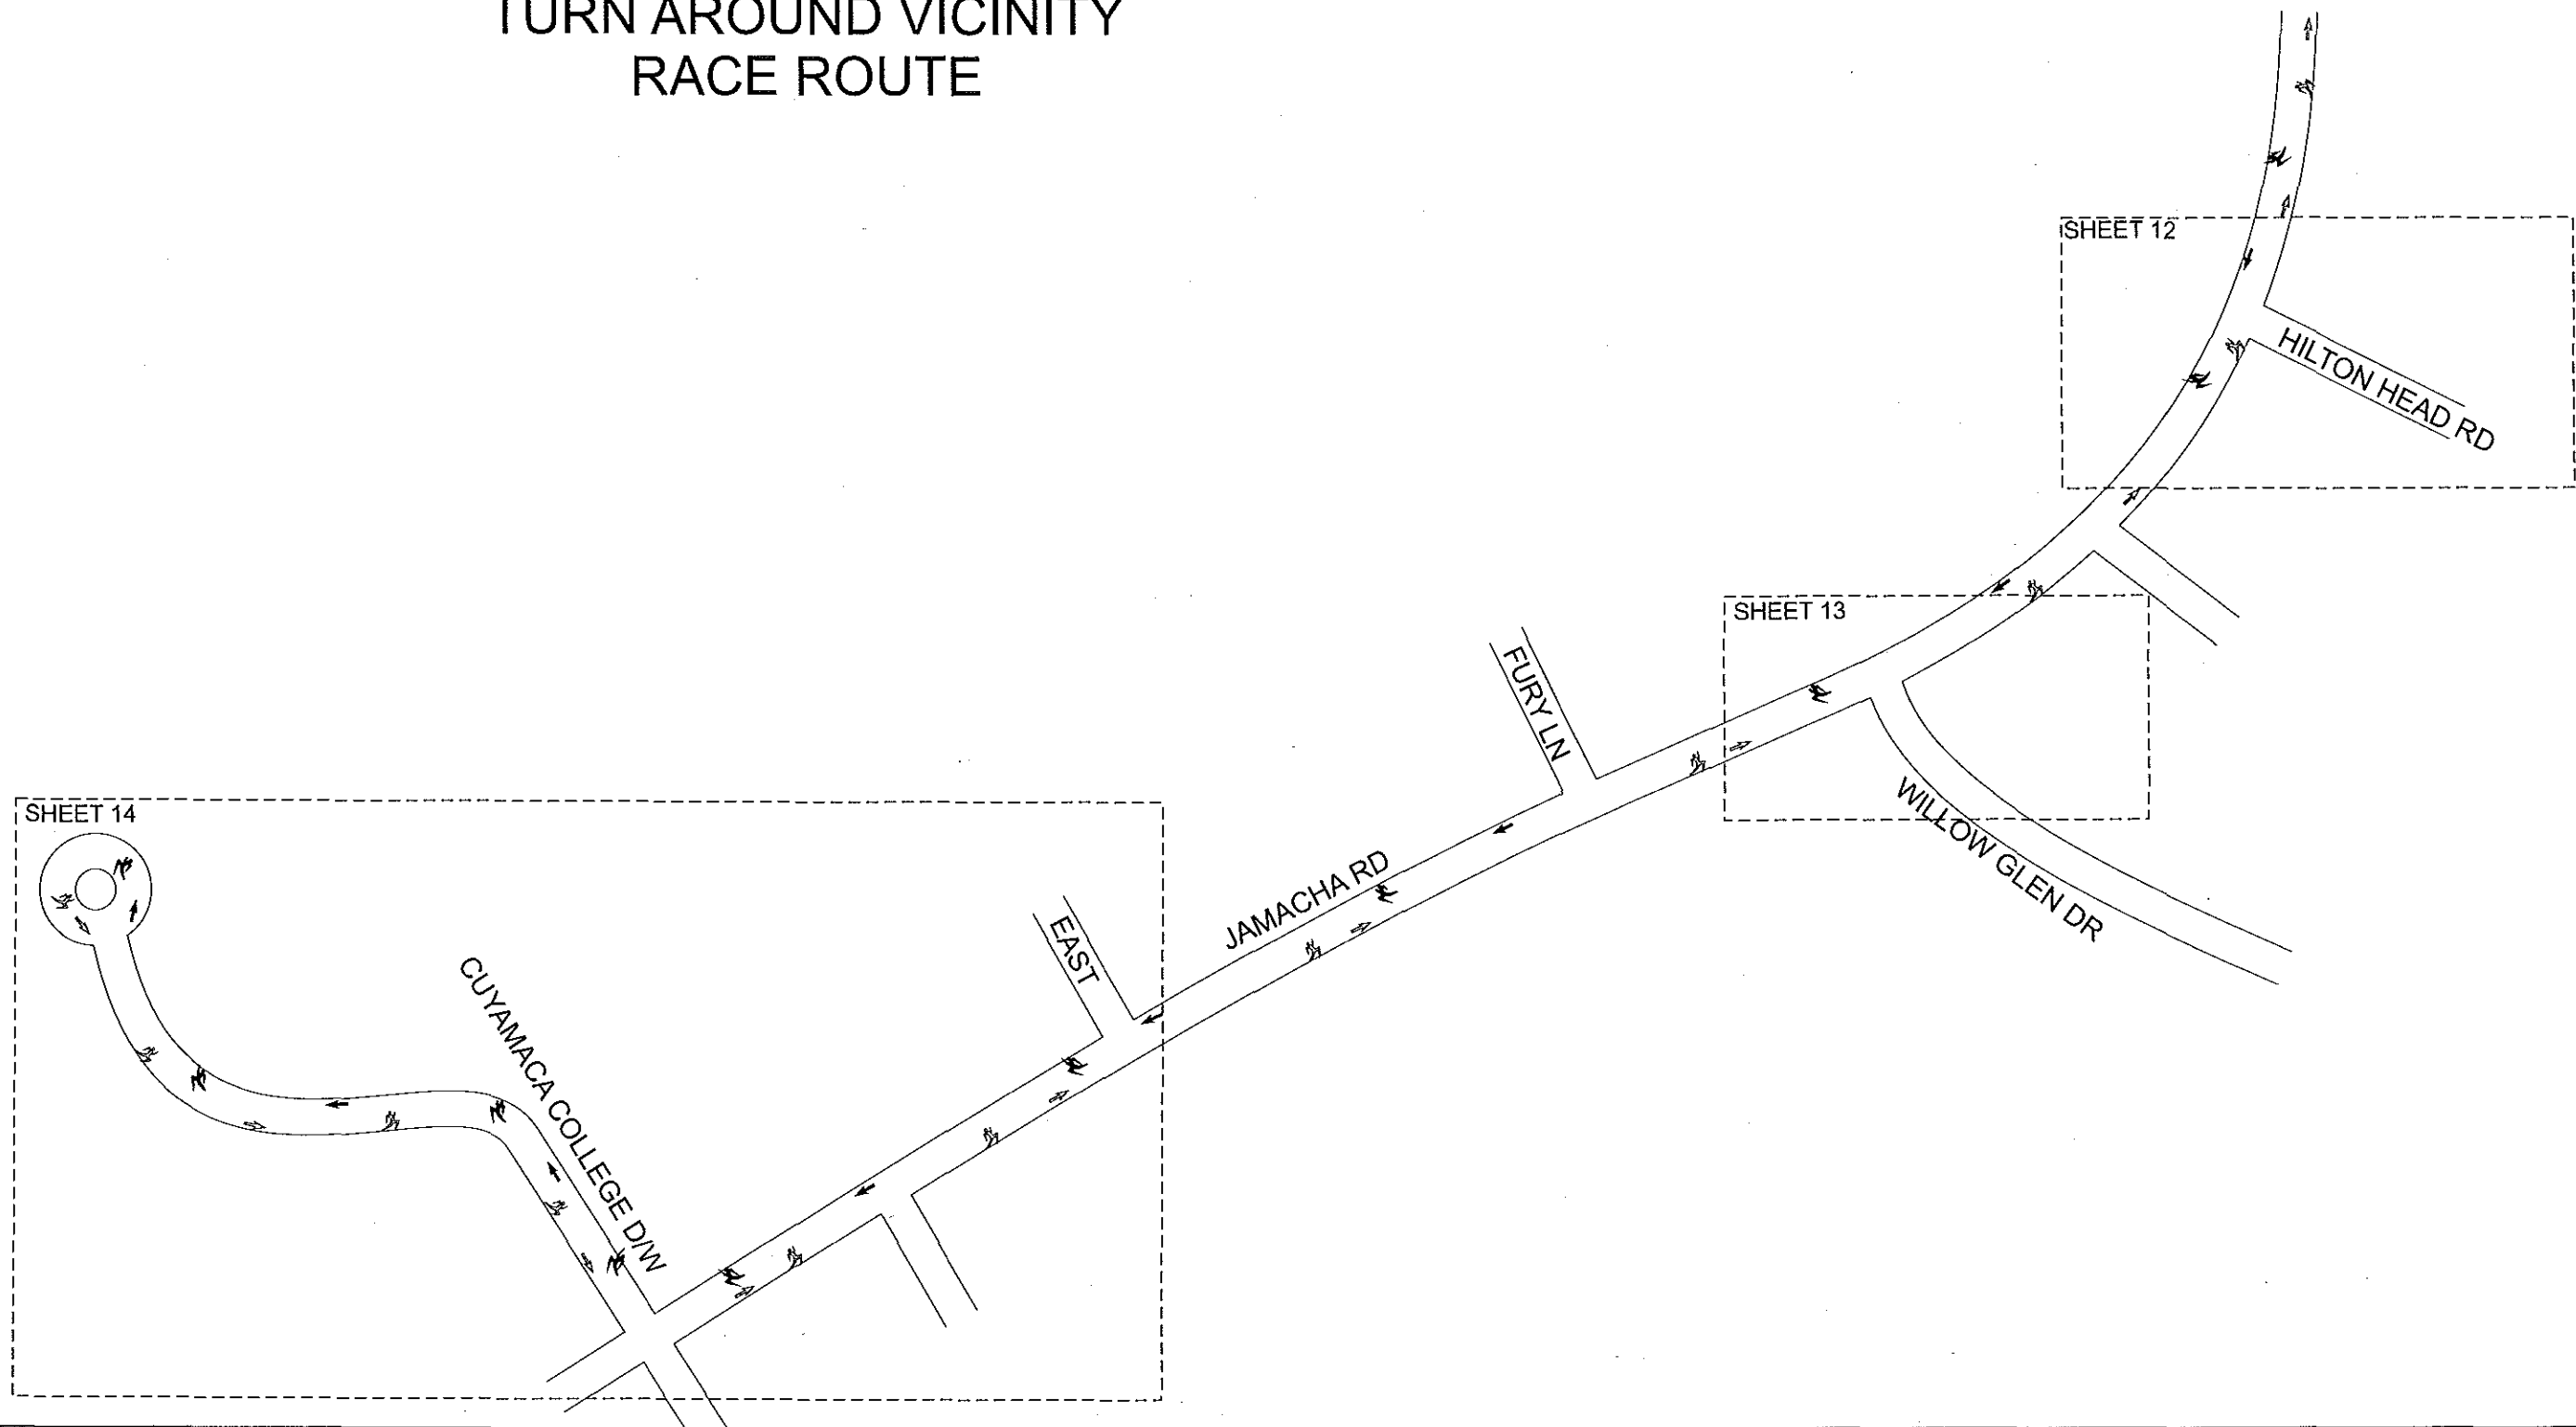 TURN AROUND VICINITY
RACE ROUTE
SHEET 12
HILTON HEAD RD
SHEET 13
FURY LN
WILLOW GLEN DR
JAMACHA RD
SHEET 14
EAST
CUYAMACA COLLEGE D/W